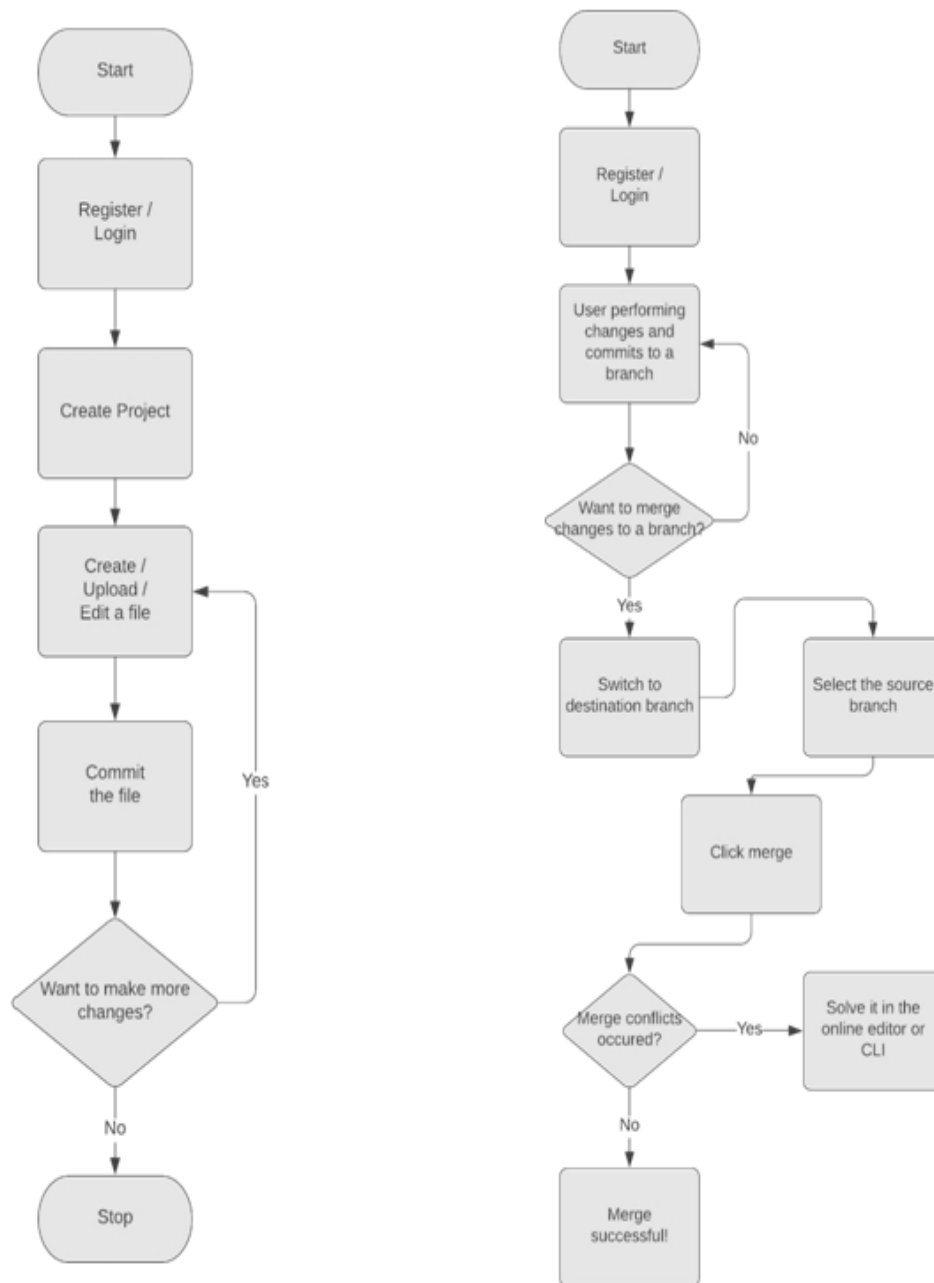 Start
Register /
Login
Create Project
Create /
Upload /
Edit a file
Commit
the file
Yes
Want to make more
changes?
No
Stop
Start
Register /
Login
User performing
changes and
commits to a
branch
No
Want to merge
changes to a branch?
Yes
Switch to
destination branch
Select the source
branch
Click merge
Merge conflicts
occured?
Yes
Solve it in the
online editor or
CLI
No
Merge
successful!